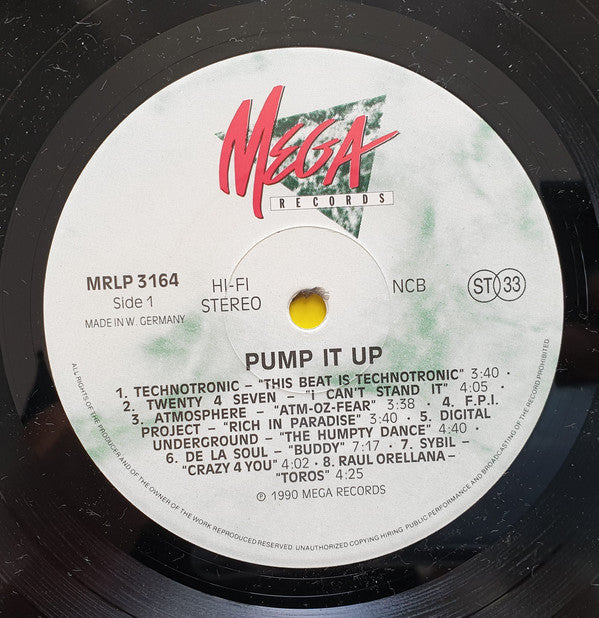 MEGA
RECORDS
MRLP 3164
Side 1
MADE IN W. GERMANY
HI-FI
STEREO
NCB
ST 33
PUMP IT UP
1. TECHNOTRONIC – "THIS BEAT IS TECHNOTRONIC" 3:40 ·
2. TWENTY 4 SEVEN – "I CAN'T STAND IT" 4:05 ·
3. ATMOSPHERE – "ATM-OZ-FEAR" 3:38 · 4. F.P.I.
PROJECT – "RICH IN PARADISE" 3:40 · 5. DIGITAL
UNDERGROUND – "THE HUMPTY DANCE" 4:40 ·
6. DE LA SOUL – "BUDDY" 7:17 · 7. SYBIL –
"CRAZY 4 YOU" 4:02 · 8. RAUL ORELLANA –
"TOROS" 4:25
℗ 1990 MEGA RECORDS
ALL RIGHTS OF THE PRODUCER AND OF THE OWNER OF THE WORK REPRODUCED RESERVED. UNAUTHORIZED COPYING HIRING. PUBLIC PERFORMANCE AND BROADCASTING OF THE RECORD PROHIBITED.